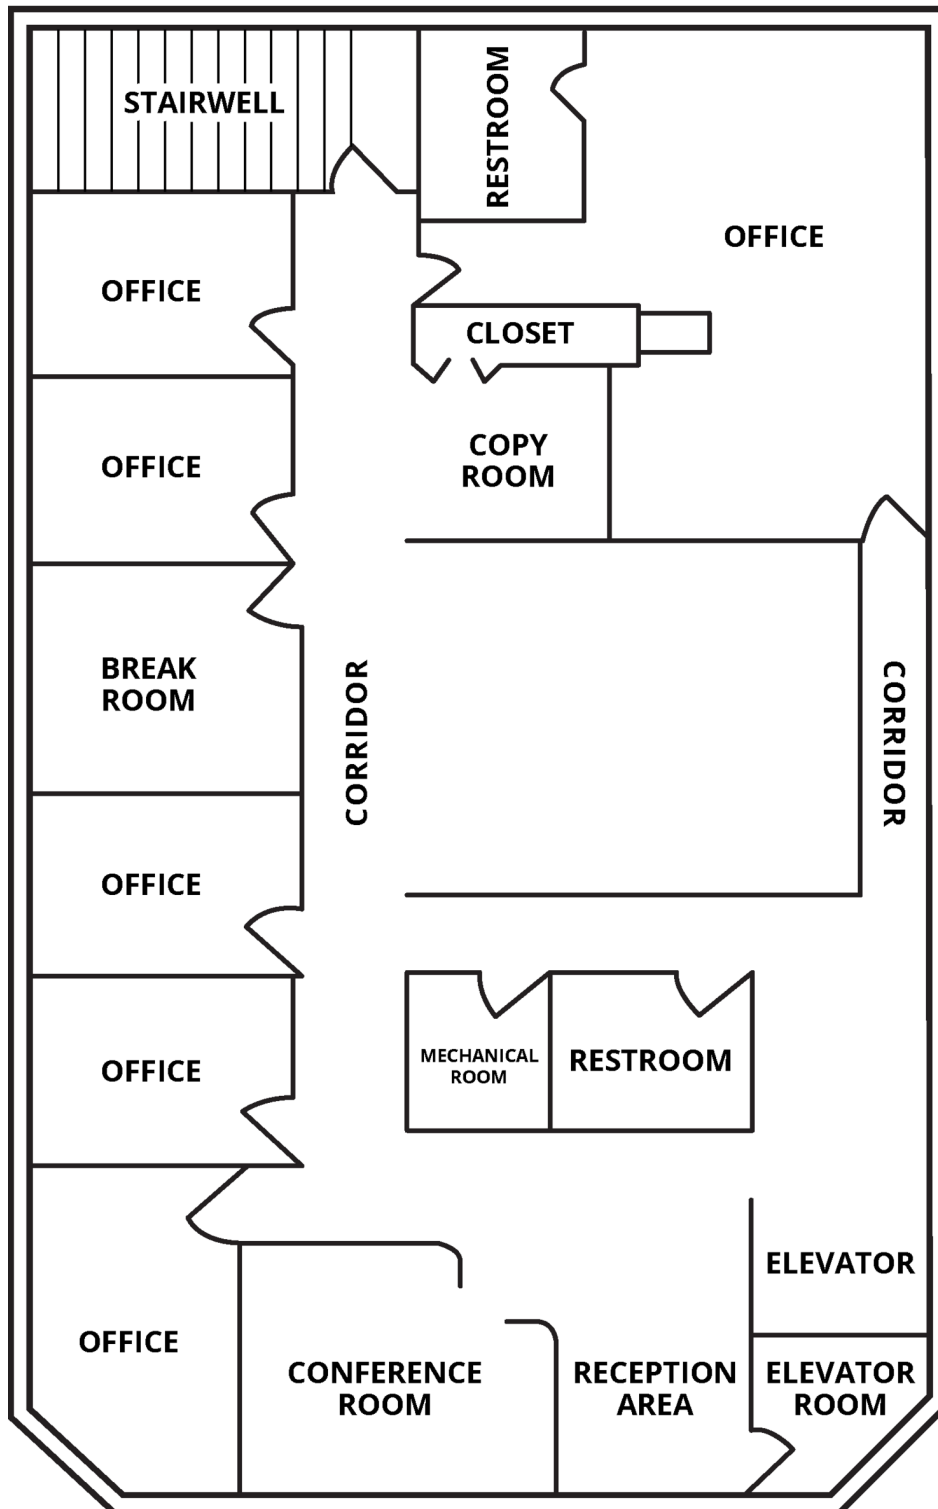 STAIRWELL
RESTROOM
OFFICE
OFFICE
CLOSET
COPY
ROOM
OFFICE
BREAK
ROOM
CORRIDOR
CORRIDOR
OFFICE
MECHANICAL
ROOM
RESTROOM
OFFICE
ELEVATOR
OFFICE
CONFERENCE
ROOM
RECEPTION
AREA
ELEVATOR
ROOM